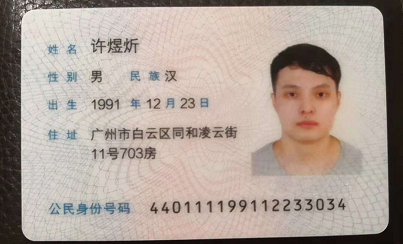 姓名 许煜炘
性别 男 民族 汉
出生 1991 年 12 月 23 日
住址 广州市白云区同和凌云街
11号703房
公民身份号码 440111199112233034